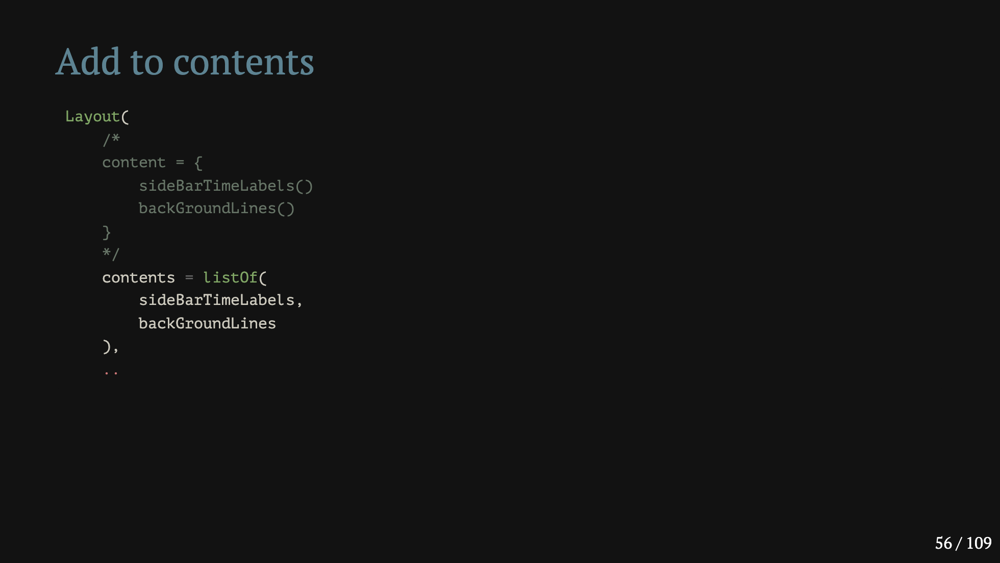 Add to contents
Layout(
/*
content = {
sideBarTimeLabels()
backGroundLines()
}
*/
contents = listOf(
sideBarTimeLabels,
backGroundLines
),
..
56 / 109